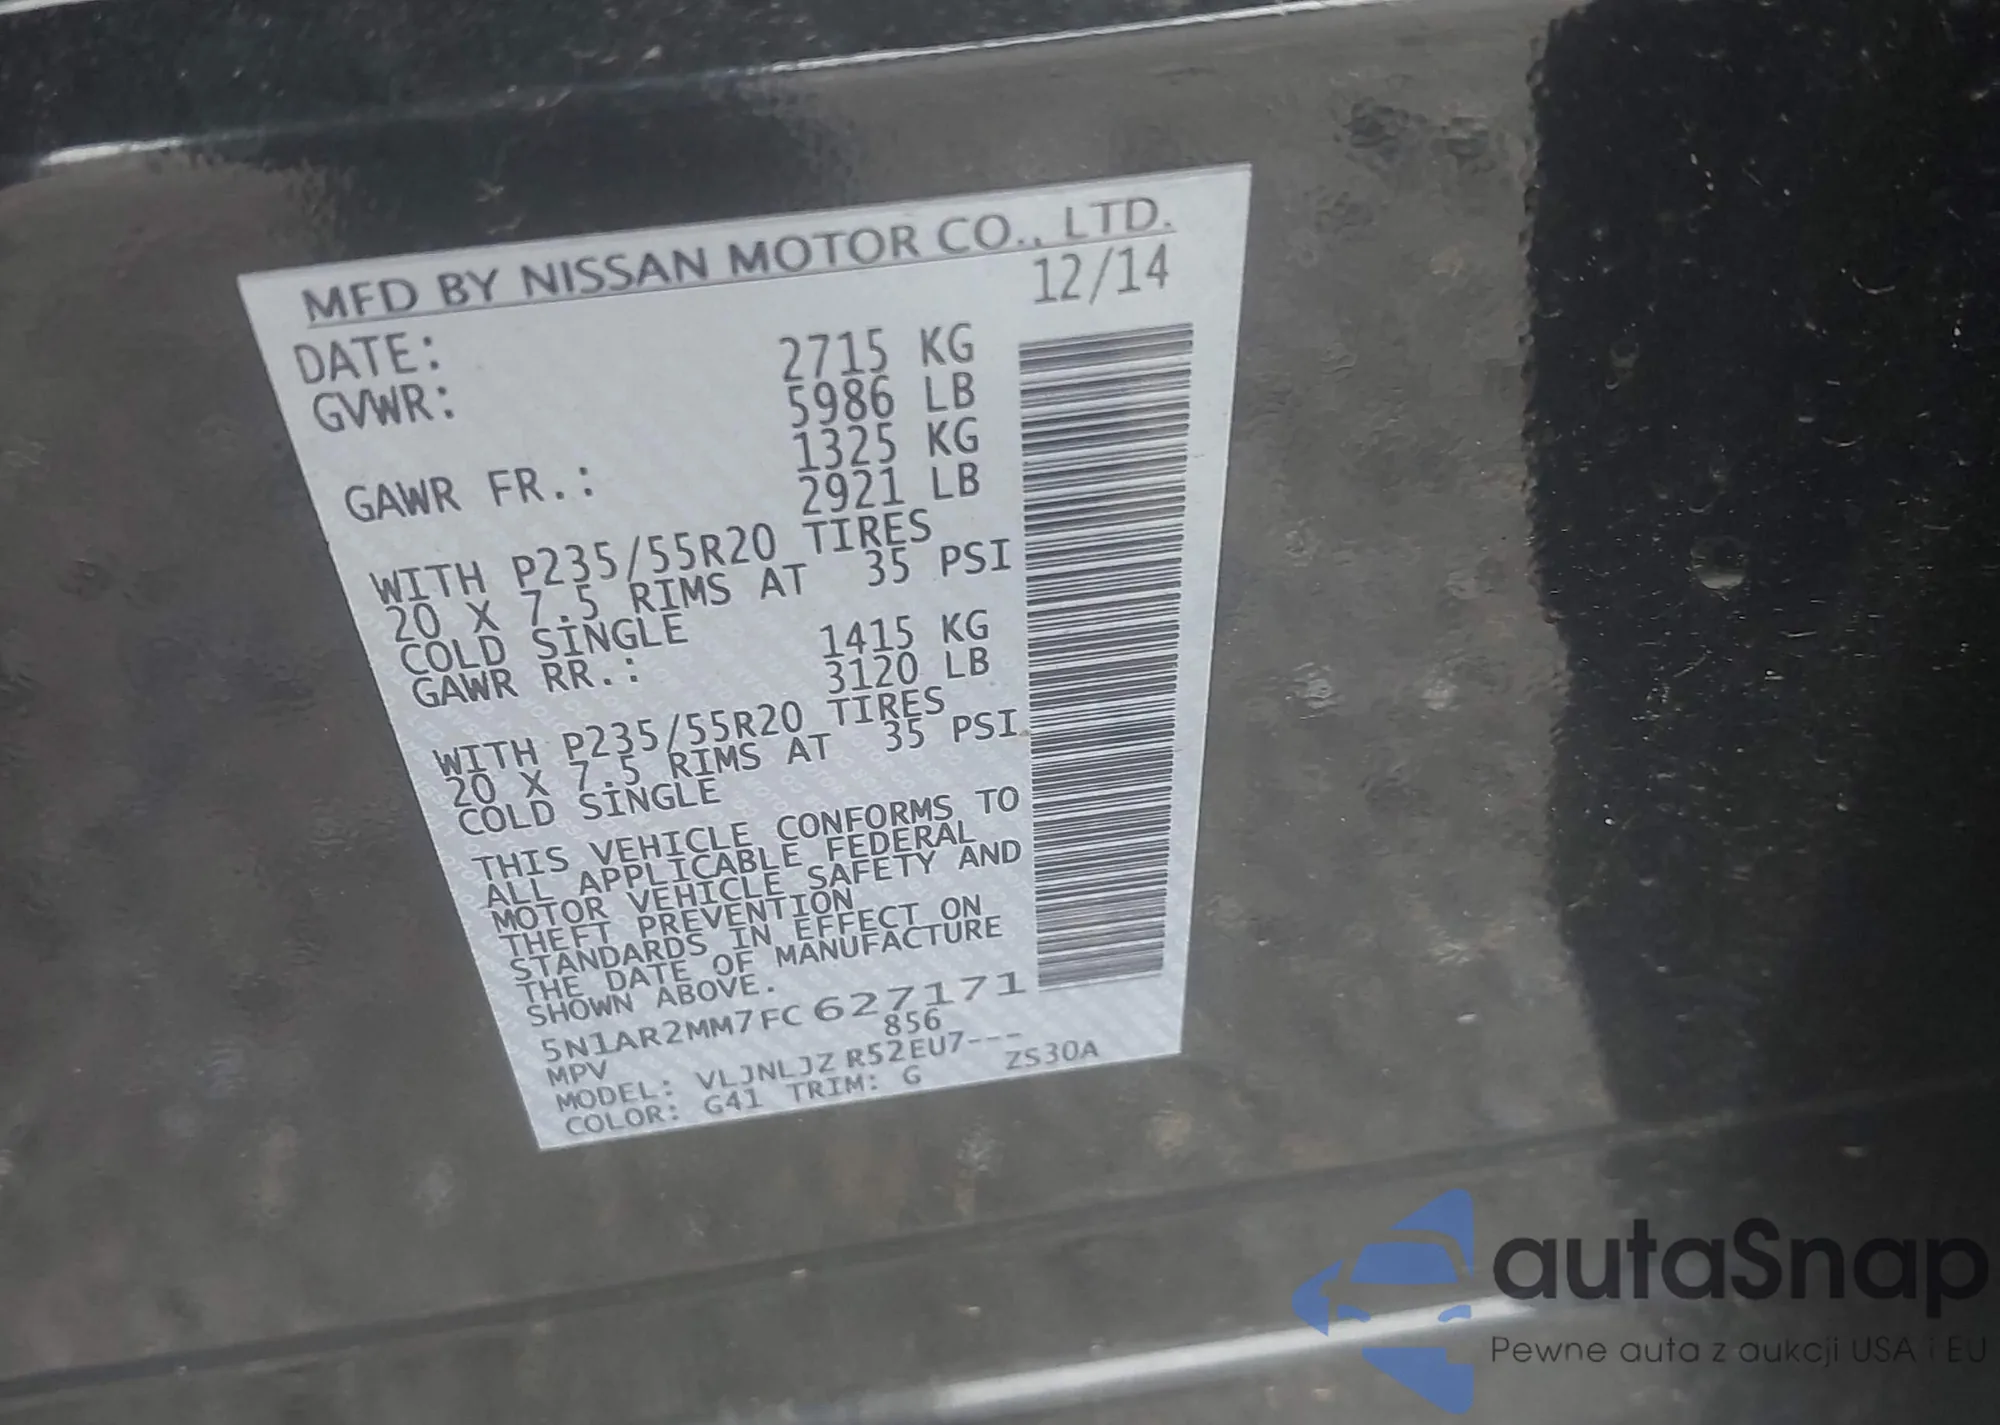 MFD BY NISSAN MOTOR CO., LTD.
DATE: 12/14
GVWR: 2715 KG
5986 LB
GAWR FR.: 1325 KG
2921 LB
WITH P235/55R20 TIRES
20 X 7.5 RIMS AT 35 PSI
COLD SINGLE
GAWR RR.: 1415 KG
3120 LB
WITH P235/55R20 TIRES
20 X 7.5 RIMS AT 35 PSI
COLD SINGLE
THIS VEHICLE CONFORMS TO
ALL APPLICABLE FEDERAL
MOTOR VEHICLE SAFETY AND
THEFT PREVENTION
STANDARDS IN EFFECT ON
THE DATE OF MANUFACTURE
SHOWN ABOVE.
5N1AR2MM7FC627171
MPV 856
MODEL: VLJNLJZ R52EU7---
COLOR: G41 TRIM: G ZS30A
autaSnap
Pewne auta z aukcji USA i EU